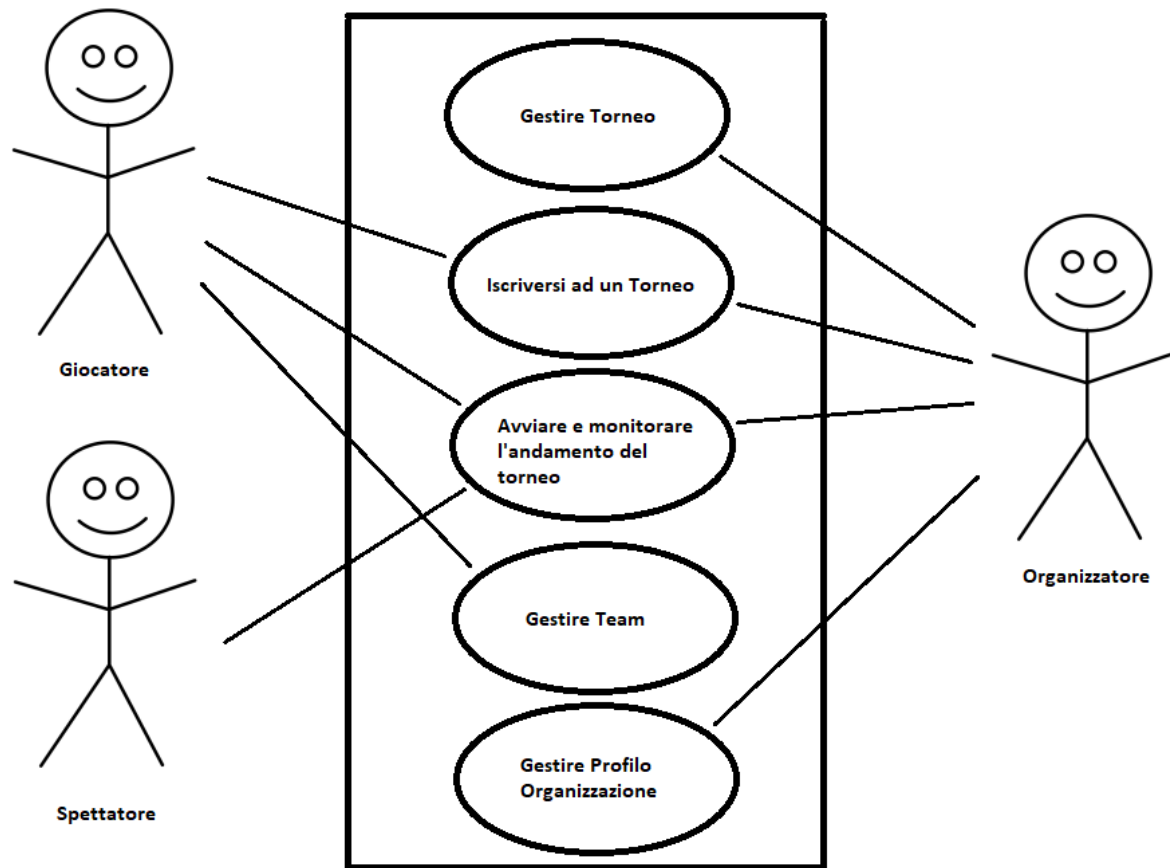 Gestire Torneo
Iscriversi ad un Torneo
Giocatore
Avviare e monitorare
l'andamento del
torneo
Organizzatore
Gestire Team
Gestire Profilo
Organizzazione
Spettatore